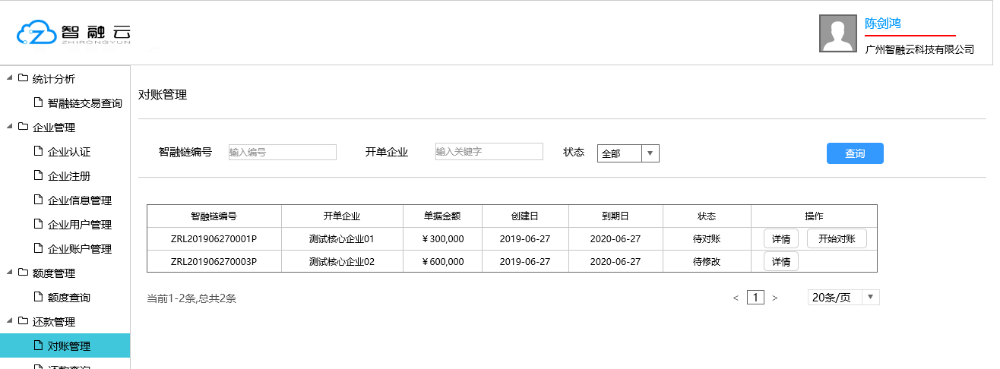 智融云
ZHIRONGYUN
陈剑鸿
广州智融云科技有限公司
统计分析
智融链交易查询
企业管理
企业认证
企业注册
企业信息管理
企业用户管理
企业账户管理
额度管理
额度查询
还款管理
对账管理
还款查询
对账管理
智融链编号 输入编号 开单企业 输入关键字 状态 全部 查询
智融链编号 开单企业 单据金额 创建日 到期日 状态 操作
ZRL201906270001P 测试核心企业01 ¥300,000 2019-06-27 2020-06-27 待对账 详情 开始对账
ZRL201906270003P 测试核心企业02 ¥600,000 2019-06-27 2020-06-27 待修改 详情
当前1-2条,总共2条 < 1 > 20条/页